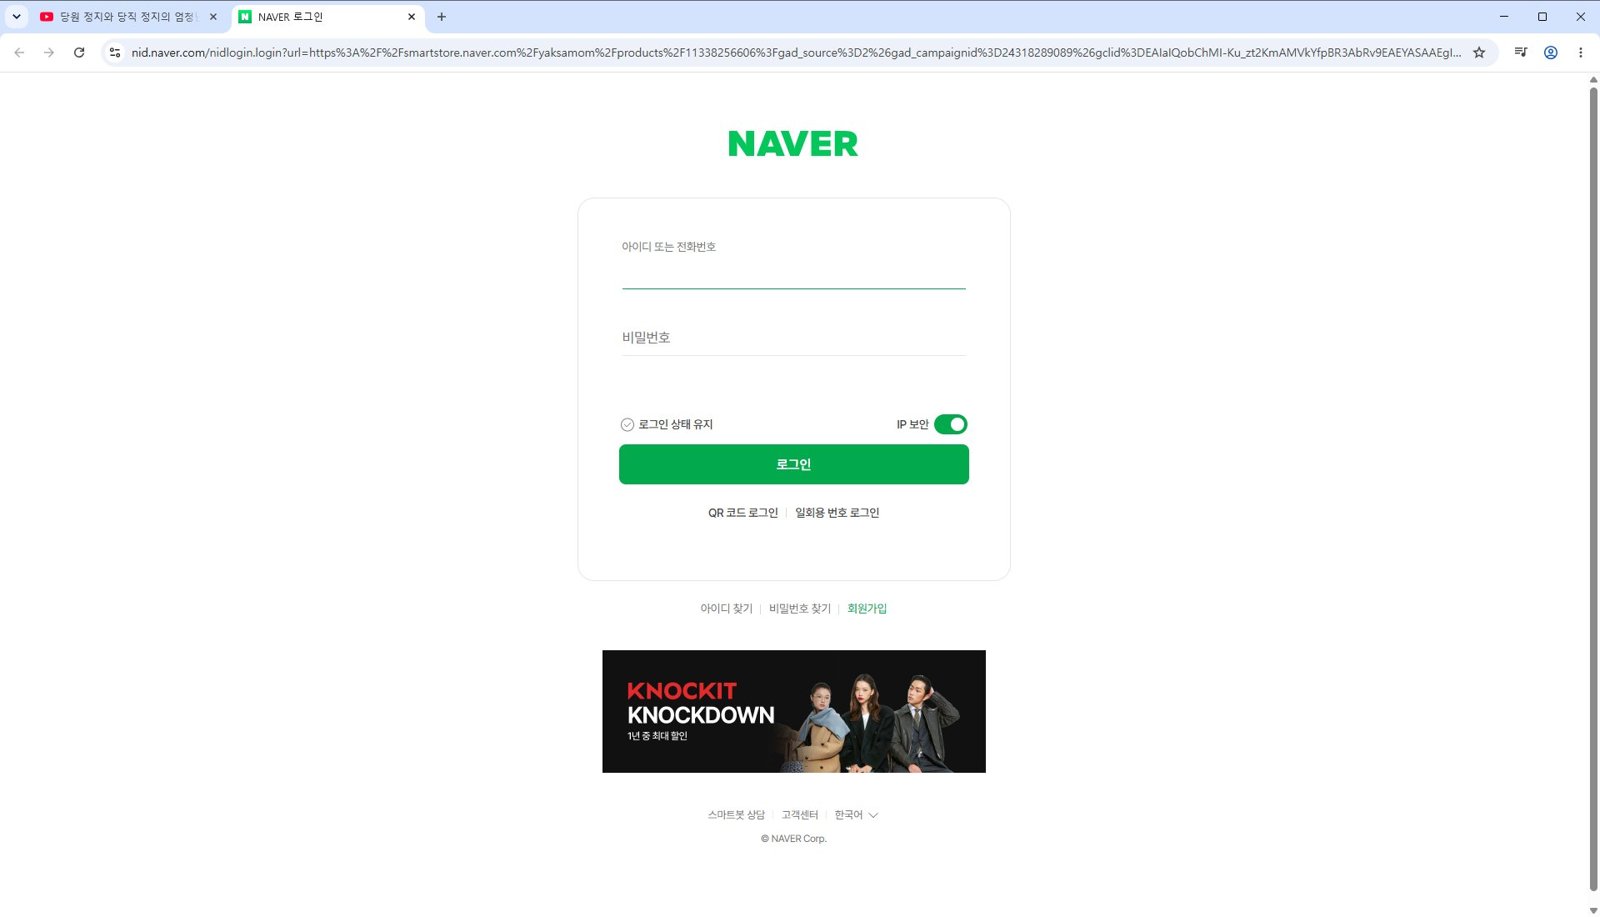 당원 정지와 당직 정지의 엄청난
NAVER 로그인
nid.naver.com/nidlogin.login?url=https%3A%2F%2Fsmartstore.naver.com%2Fyaksamom%2Fproducts%2F11338256606%3Fgad_source%3D2%26gad_campaignid%3D24318289089%26gclid%3DEAIaIQobChMI-Ku_zt2KmAMVkYfpBR3AbRv9EAEYASAAEgI...
NAVER
아이디 또는 전화번호
비밀번호
로그인 상태 유지 IP 보안
로그인
QR 코드 로그인 일회용 번호 로그인
아이디 찾기 비밀번호 찾기 회원가입
KNOCKIT
KNOCKDOWN
1년 중 최대 할인
스마트봇 상담 고객센터 한국어
© NAVER Corp.